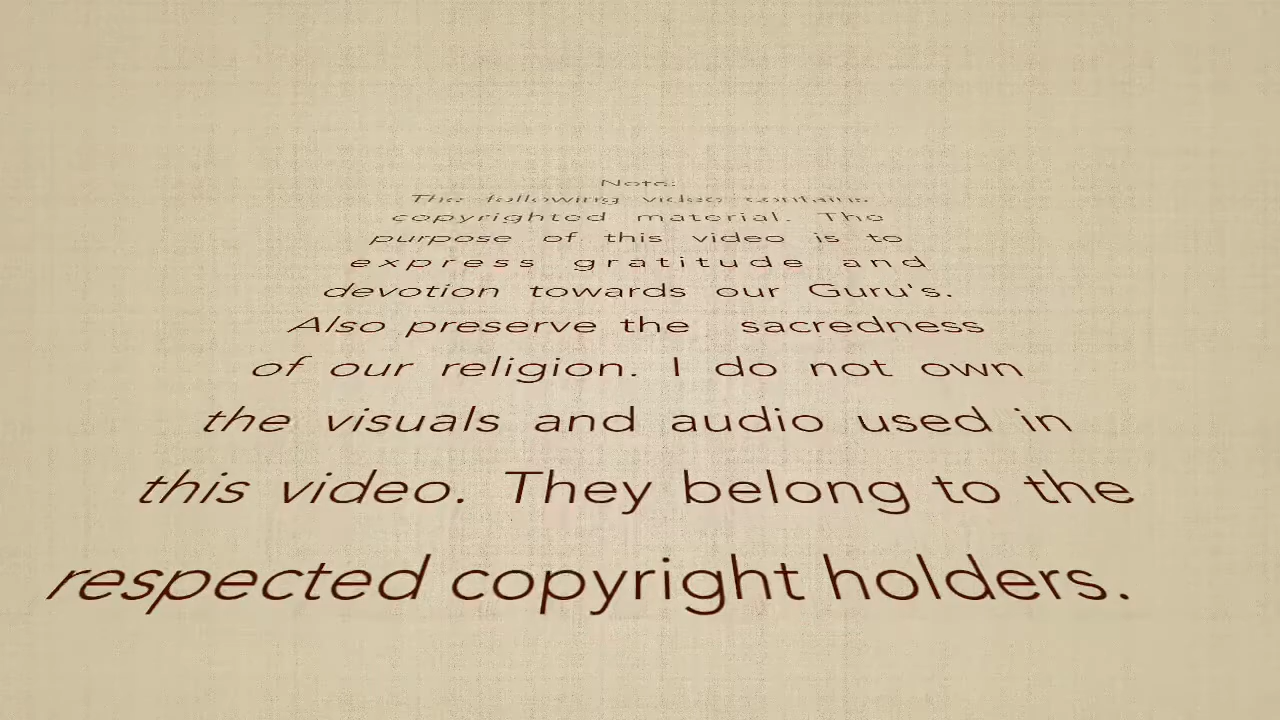 Note:
The following video contains
copyrighted material. The
purpose of this video is to
express gratitude and
devotion towards our Guru's.
Also preserve the sacredness
of our religion. I do not own
the visuals and audio used in
this video. They belong to the
respected copyright holders.